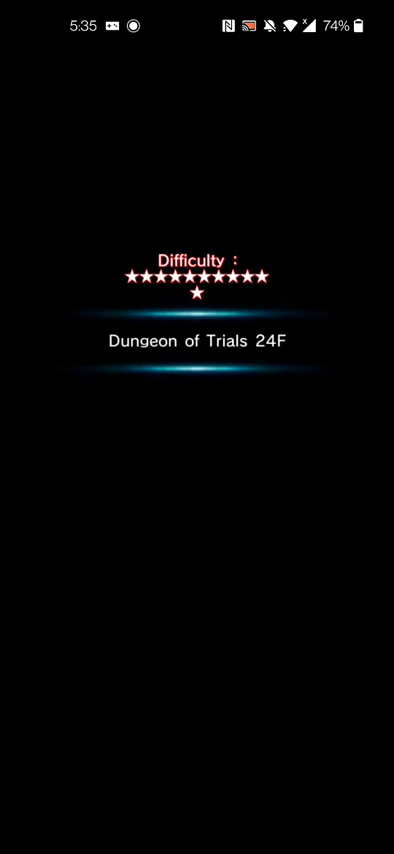 5:35 74%
Difficulty :
★★★★★★★★★★
★
Dungeon of Trials 24F